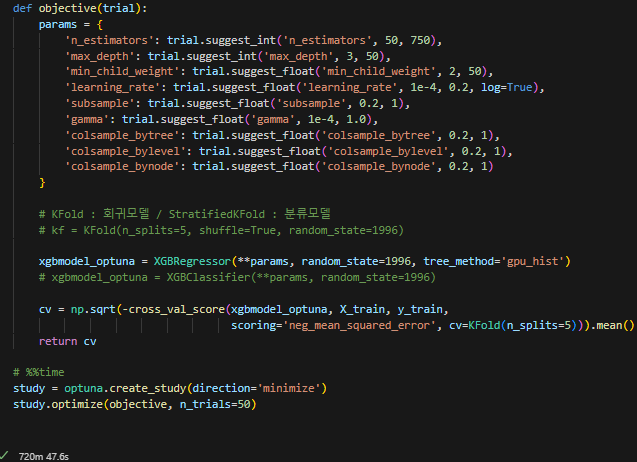 def objective(trial):
    params = {
        'n_estimators': trial.suggest_int('n_estimators', 50, 750),
        'max_depth': trial.suggest_int('max_depth', 3, 50),
        'min_child_weight': trial.suggest_float('min_child_weight', 2, 50),
        'learning_rate': trial.suggest_float('learning_rate', 1e-4, 0.2, log=True),
        'subsample': trial.suggest_float('subsample', 0.2, 1),
        'gamma': trial.suggest_float('gamma', 1e-4, 1.0),
        'colsample_bytree': trial.suggest_float('colsample_bytree', 0.2, 1),
        'colsample_bylevel': trial.suggest_float('colsample_bylevel', 0.2, 1),
        'colsample_bynode': trial.suggest_float('colsample_bynode', 0.2, 1)
    }
    # KFold : 회귀모델 / StratifiedKFold : 분류모델
    # kf = KFold(n_splits=5, shuffle=True, random_state=1996)
    xgbmodel_optuna = XGBRegressor(**params, random_state=1996, tree_method='gpu_hist')
    # xgbmodel_optuna = XGBClassifier(**params, random_state=1996)
    cv = np.sqrt(-cross_val_score(xgbmodel_optuna, X_train, y_train,
                            scoring='neg_mean_squared_error', cv=KFold(n_splits=5))).mean()
    return cv
# %%time
study = optuna.create_study(direction='minimize')
study.optimize(objective, n_trials=50)
720m 47.6s